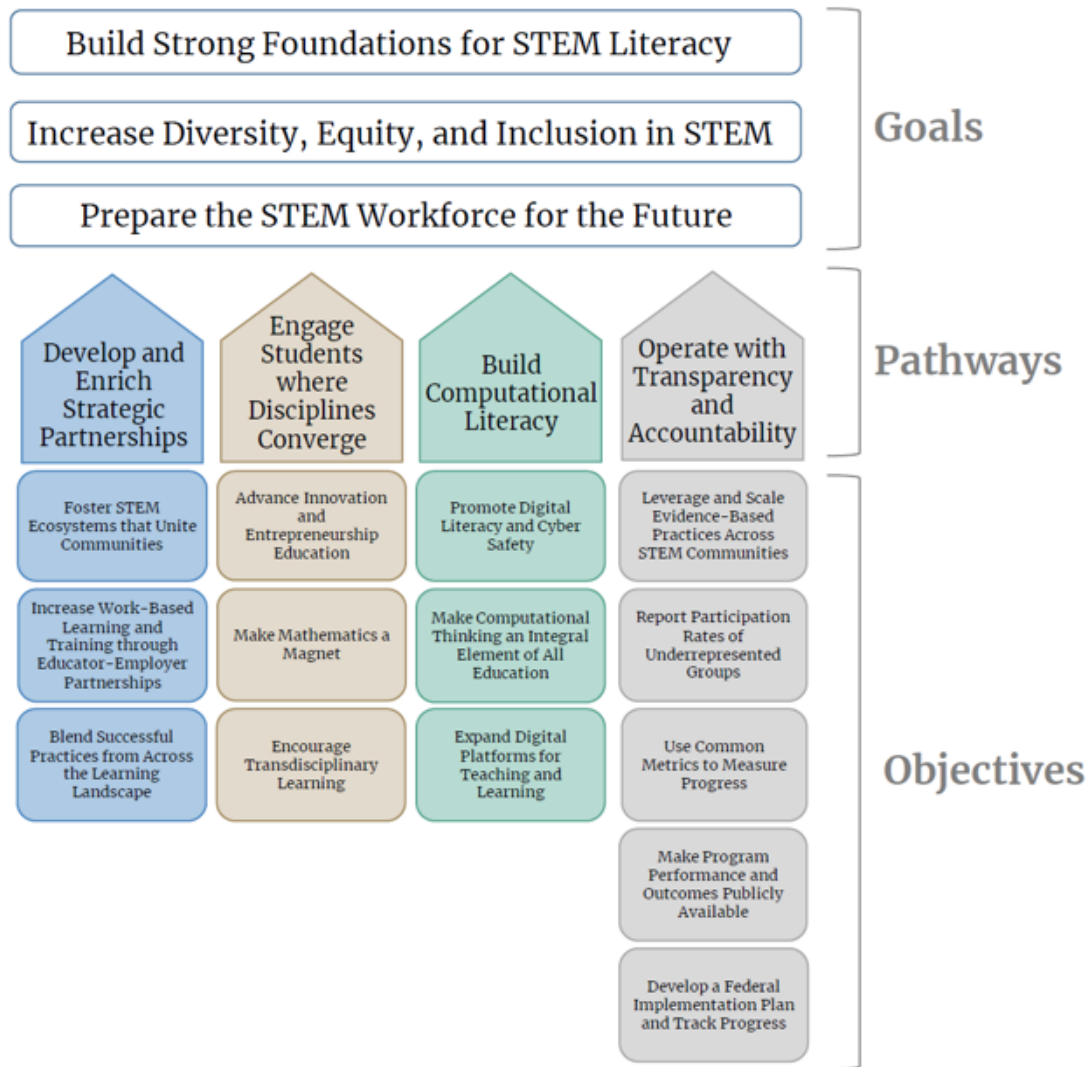 Build Strong Foundations for STEM Literacy
Increase Diversity, Equity, and Inclusion in STEM
Prepare the STEM Workforce for the Future
Goals
Develop and
Enrich
Strategic
Partnerships
Engage
Students
where
Disciplines
Converge
Build
Computational
Literacy
Operate with
Transparency
and
Accountability
Pathways
Foster STEM
Ecosystems that Unite
Communities
Advance Innovation
and
Entrepreneurship
Education
Promote Digital
Literacy and Cyber
Safety
Leverage and Scale
Evidence-Based
Practices Across
STEM Communities
Increase Work-Based
Learning and
Training through
Educator-Employer
Partnerships
Make Mathematics a
Magnet
Make Computational
Thinking an Integral
Element of All
Education
Report Participation
Rates of
Underrepresented
Groups
Blend Successful
Practices from Across
the Learning
Landscape
Encourage
Transdisciplinary
Learning
Expand Digital
Platforms for
Teaching and
Learning
Use Common
Metrics to Measure
Progress
Objectives
Make Program
Performance and
Outcomes Publicly
Available
Develop a Federal
Implementation Plan
and Track Progress